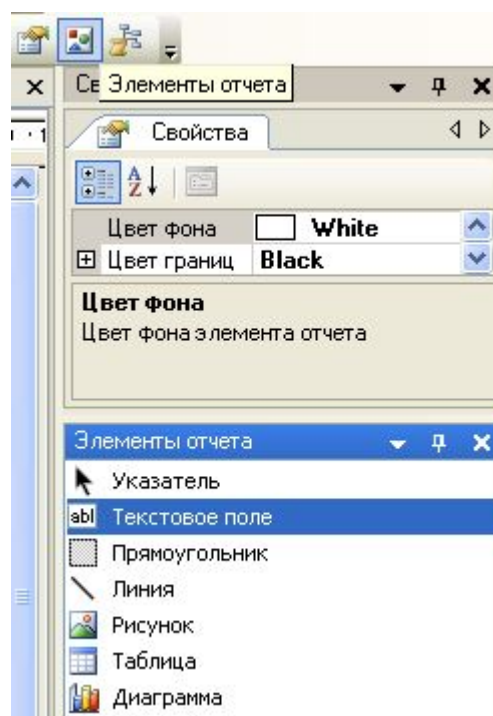 Элементы отчета
Св
Свойства
Цвет фона White
Цвет границ Black
Цвет фона
Цвет фона элемента отчета
Элементы отчета
Указатель
abl Текстовое поле
Прямоугольник
Линия
Рисунок
Таблица
Диаграмма